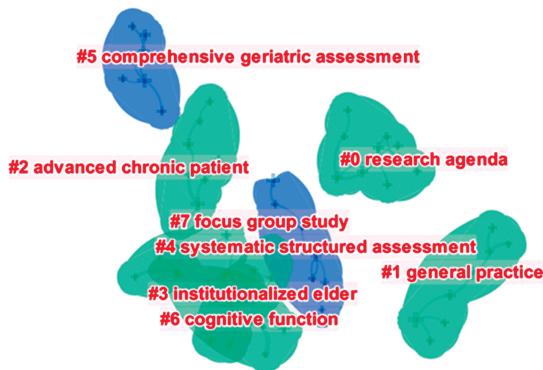 #5 comprehensive geriatric assessment
#0 research agenda
#2 advanced chronic patient
#7 focus group study
#4 systematic structured assessment
#1 general practice
#3 institutionalized elder
#6 cognitive function